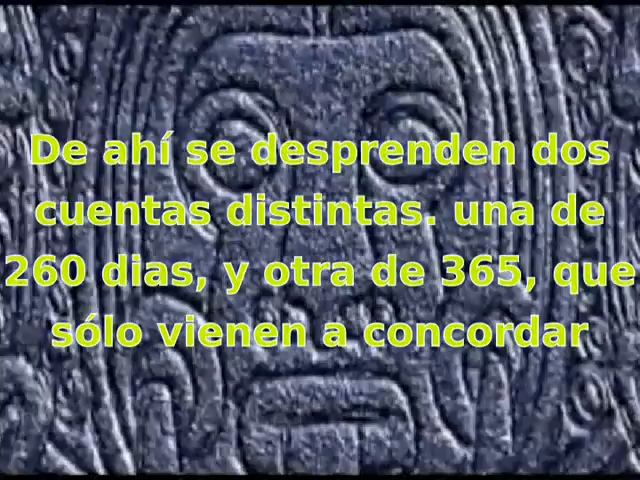 De ahí se desprenden dos
cuentas distintas. una de
260 dias, y otra de 365, que
sólo vienen a concordar